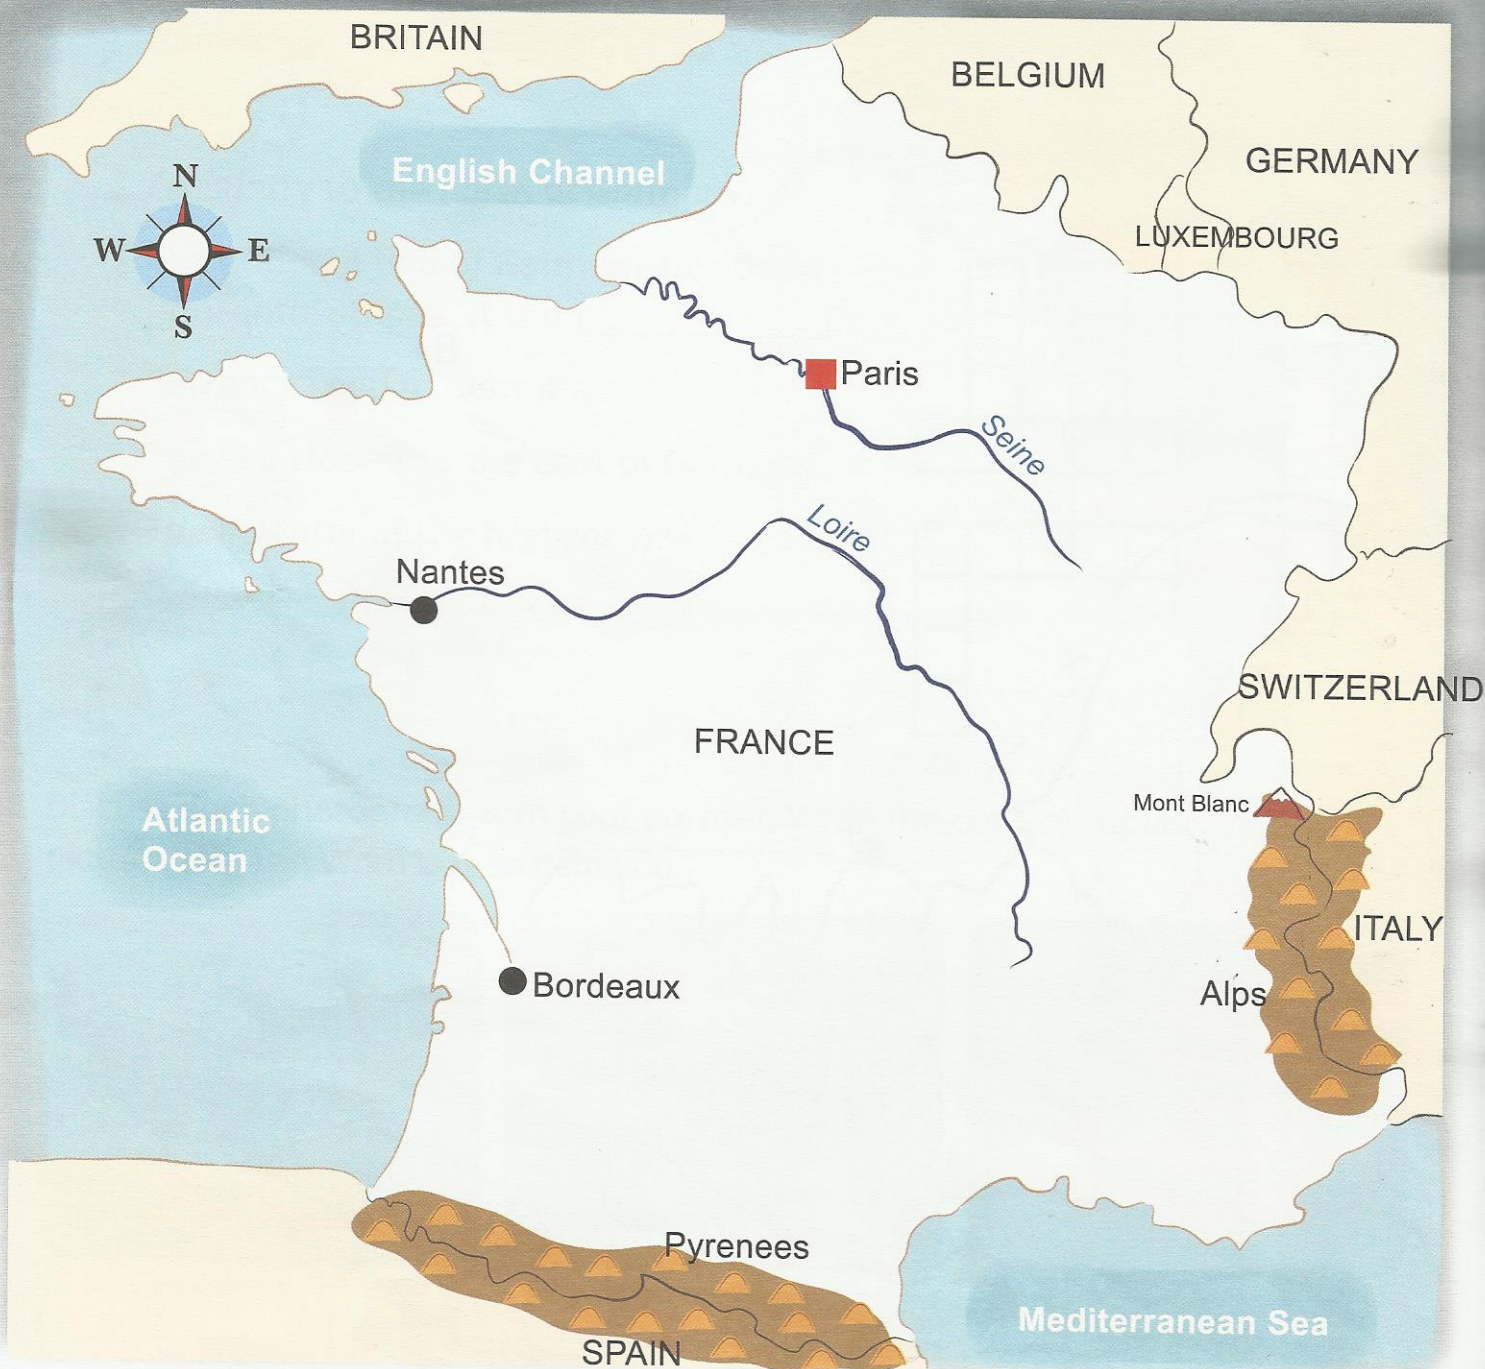 BRITAIN
BELGIUM
GERMANY
English Channel
N
W
E
S
LUXEMBOURG
Paris
Seine
Loire
Nantes
SWITZERLAND
FRANCE
Mont Blanc
Atlantic
Ocean
ITALY
Bordeaux
Alps
Pyrenees
Mediterranean Sea
SPAIN